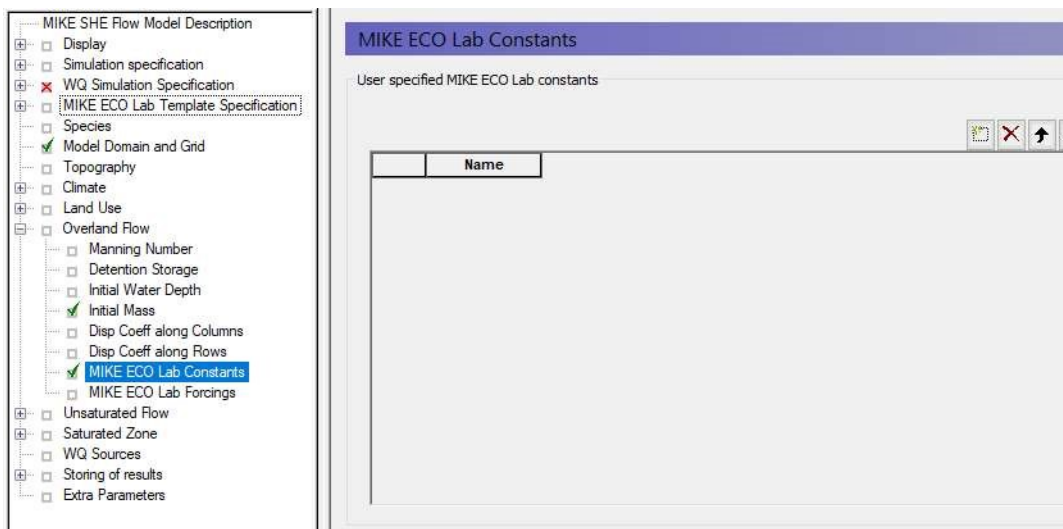 MIKE SHE Flow Model Description
Display
Simulation specification
WQ Simulation Specification
MIKE ECO Lab Template Specification
Species
Model Domain and Grid
Topography
Climate
Land Use
Overland Flow
Manning Number
Detention Storage
Initial Water Depth
Initial Mass
Disp Coeff along Columns
Disp Coeff along Rows
MIKE ECO Lab Constants
MIKE ECO Lab Forcings
Unsaturated Flow
Saturated Zone
WQ Sources
Storing of results
Extra Parameters
MIKE ECO Lab Constants
User specified MIKE ECO Lab constants
Name